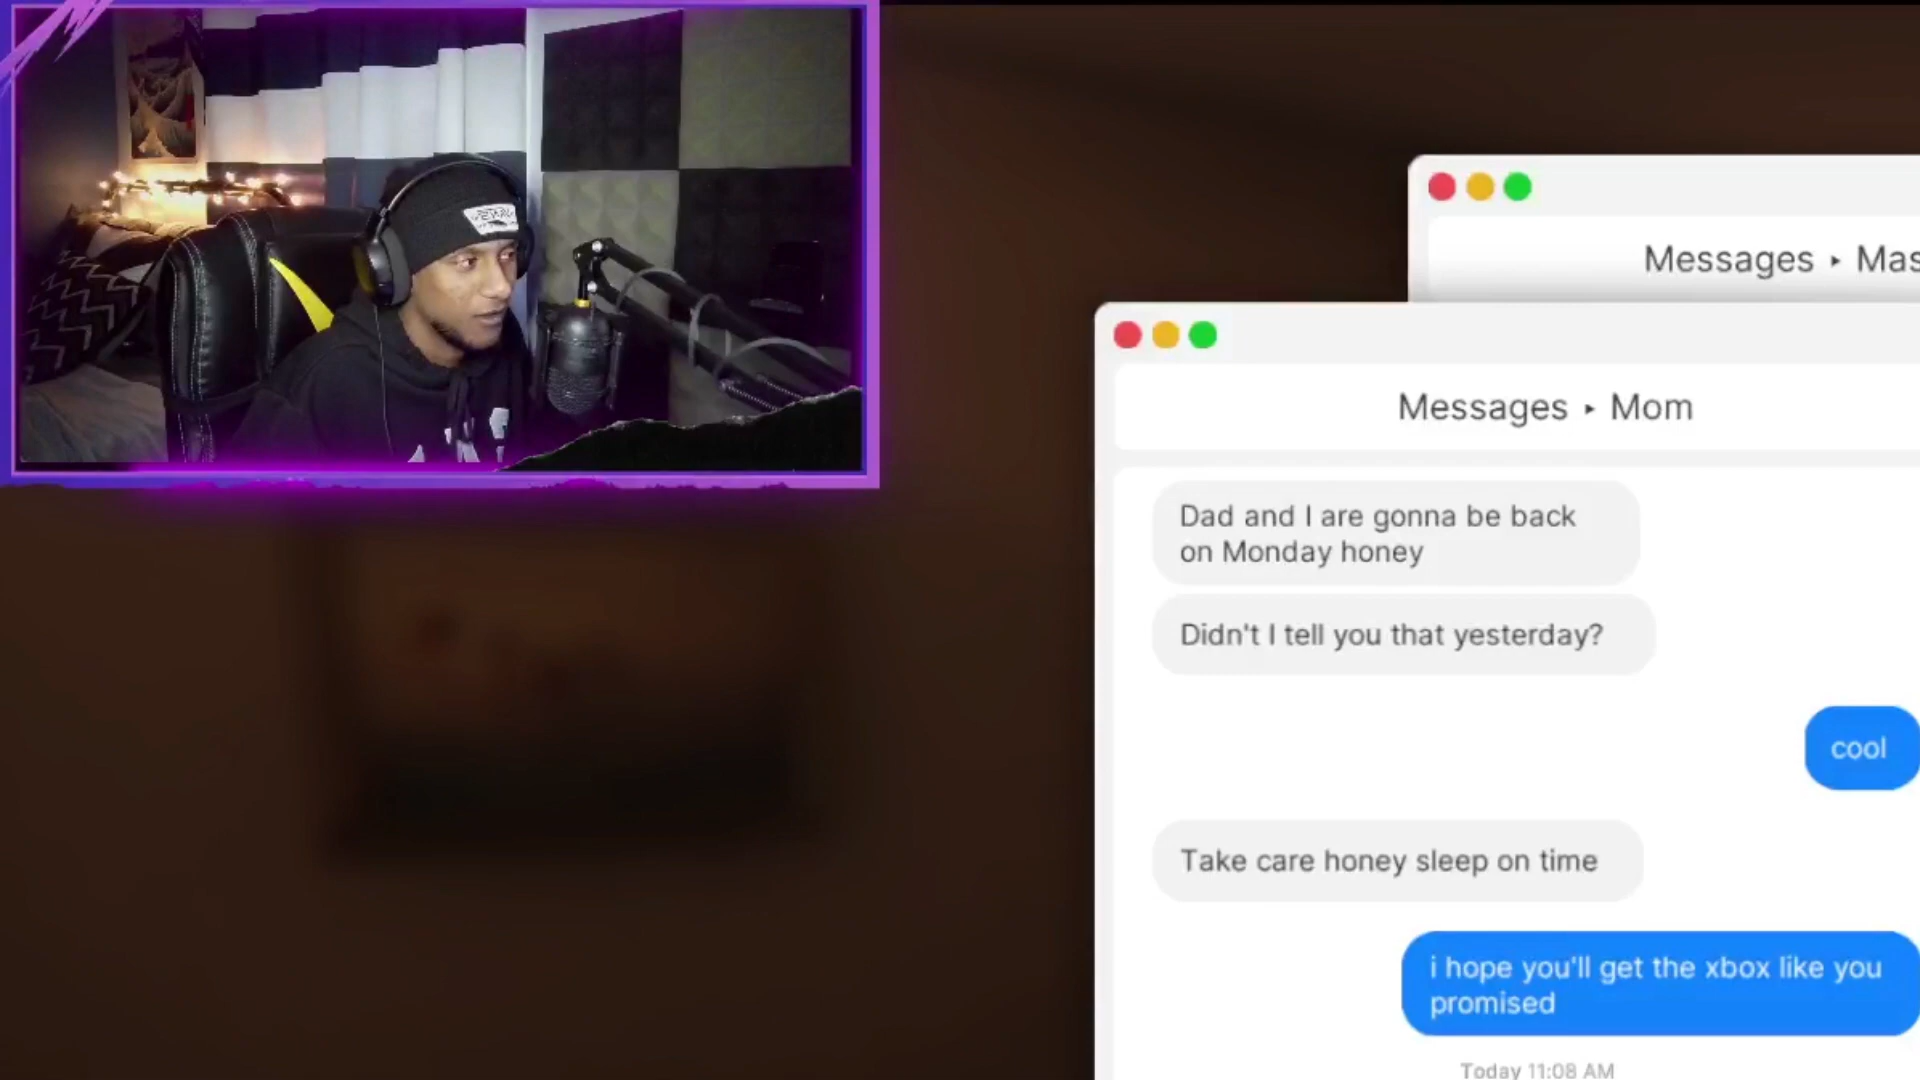 Messages ‣ Mas
Messages ‣ Mom
Dad and I are gonna be back
on Monday honey
Didn't I tell you that yesterday?
cool
Take care honey sleep on time
i hope you'll get the xbox like you
promised
Today 11:08 AM